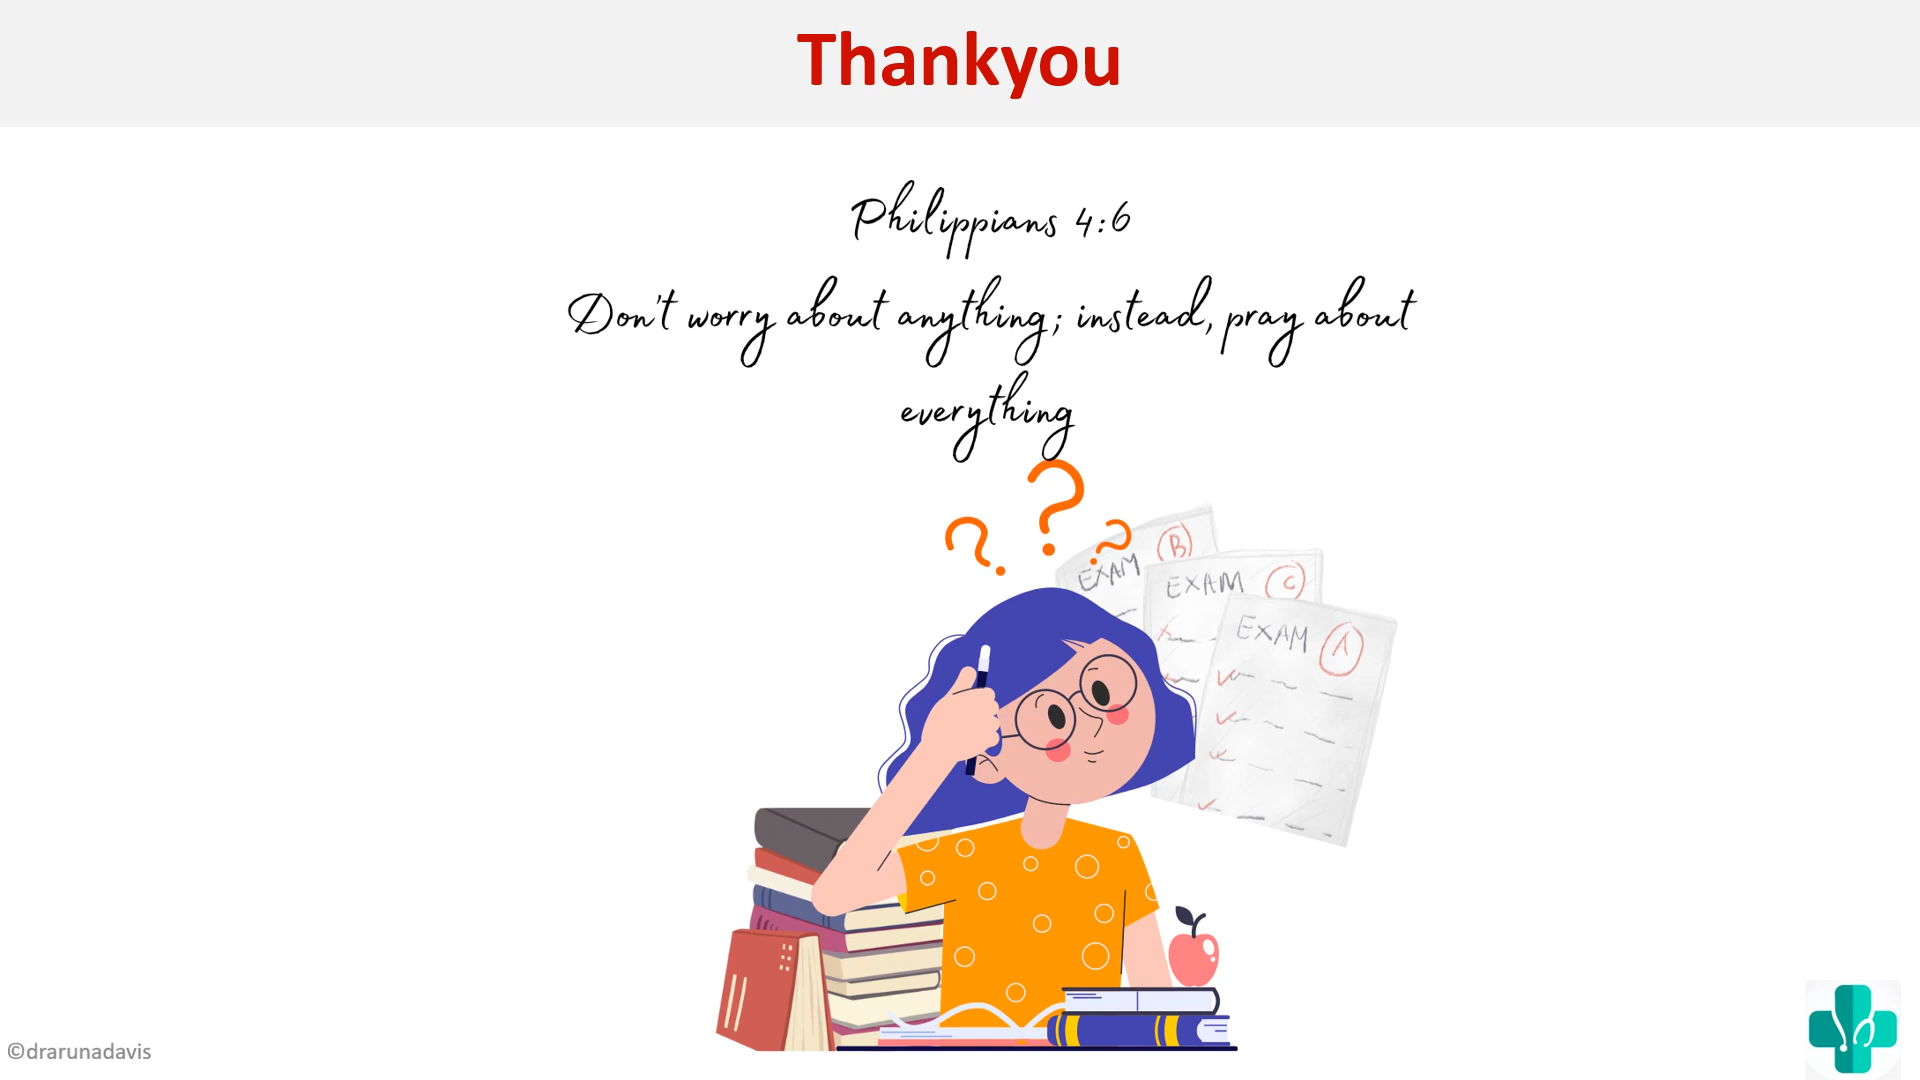 Thankyou
Philippians 4:6
Don't worry about anything; instead, pray about
everything
EXAM B
EXAM C
EXAM A
©drarunadavis